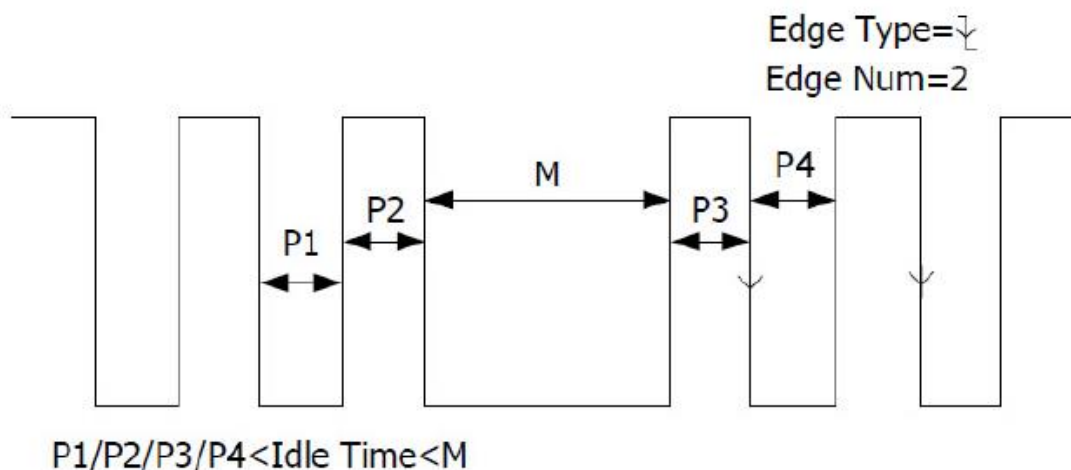 Edge Type=
Edge Num=2
M
P4
P2
P3
P1
P1/P2/P3/P4<Idle Time<M